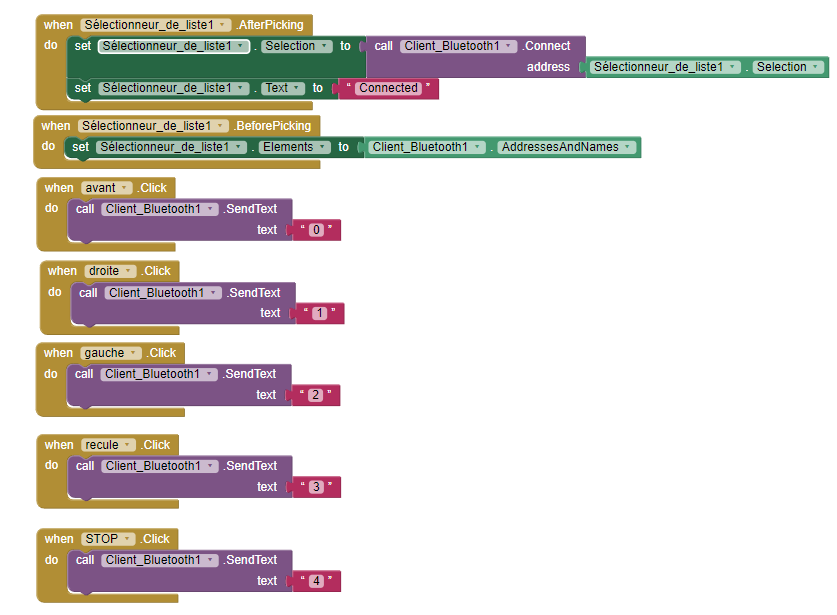 when Sélectionneur_de_liste1 .AfterPicking
do set Sélectionneur_de_liste1 . Selection to call Client_Bluetooth1 .Connect
address Sélectionneur_de_liste1 . Selection
set Sélectionneur_de_liste1 . Text to “ Connected ”
when Sélectionneur_de_liste1 .BeforePicking
do set Sélectionneur_de_liste1 . Elements to Client_Bluetooth1 . AddressesAndNames
when avant .Click
do call Client_Bluetooth1 .SendText
text “ 0 ”
when droite .Click
do call Client_Bluetooth1 .SendText
text “ 1 ”
when gauche .Click
do call Client_Bluetooth1 .SendText
text “ 2 ”
when recule .Click
do call Client_Bluetooth1 .SendText
text “ 3 ”
when STOP .Click
do call Client_Bluetooth1 .SendText
text “ 4 ”